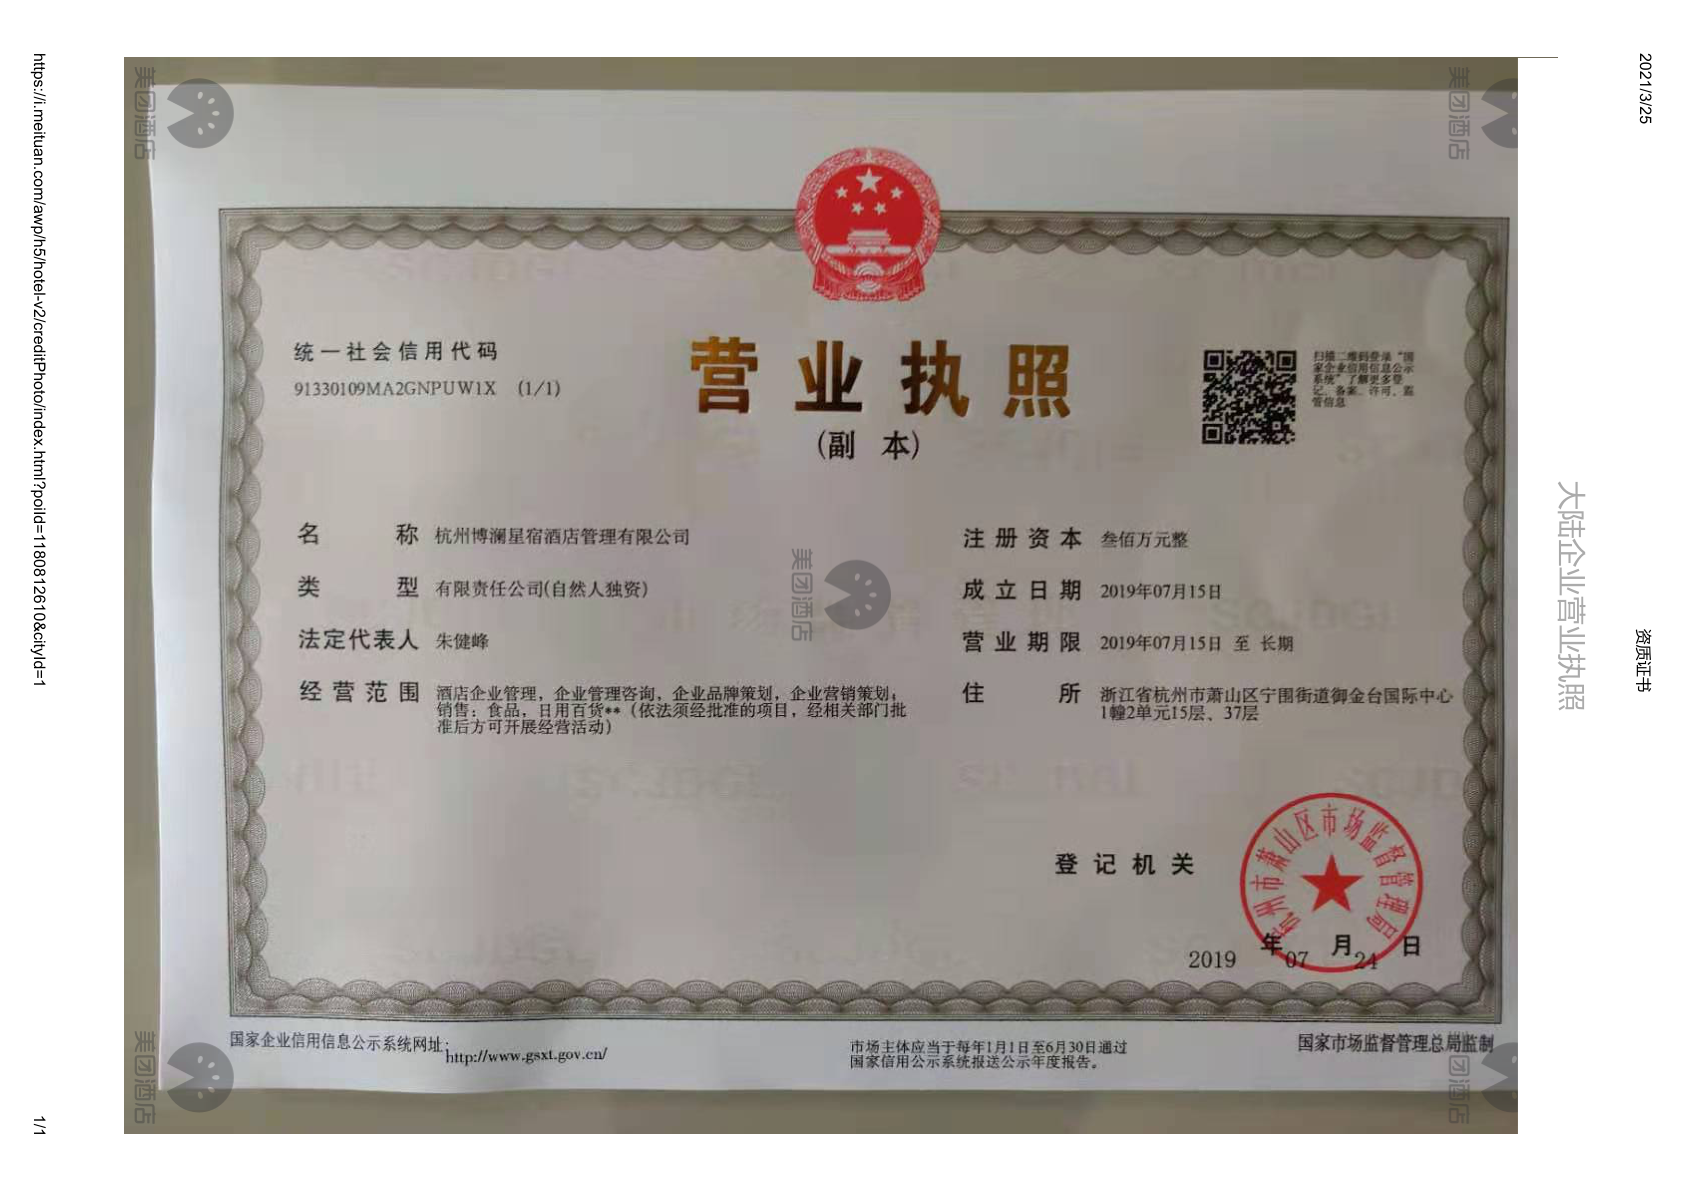 2021/3/25
资质证书
大陆企业营业执照
美团酒店
美团酒店
统一社会信用代码
91330109MA2GNPUW1X (1/1)
营业执照
(副 本)
扫描二维码登录“国
家企业信用信息公示
系统”了解更多登
记、备案、许可、监
管信息
名 称 杭州博澜星宿酒店管理有限公司
类 型 有限责任公司(自然人独资)
法定代表人 朱健峰
经营范围 酒店企业管理，企业管理咨询，企业品牌策划，企业营销策划；
销售：食品，日用百货**（依法须经批准的项目，经相关部门批
准后方可开展经营活动）
注册资本 叁佰万元整
成立日期 2019年07月15日
营业期限 2019年07月15日 至 长期
住 所 浙江省杭州市萧山区宁围街道御金台国际中心
1幢2单元15层、37层
美团酒店
登记机关
杭州市萧山区市场监督管理局
2019 年 07 月 24 日
国家企业信用信息公示系统网址：http://www.gsxt.gov.cn/
市场主体应当于每年1月1日至6月30日通过
国家信用公示系统报送公示年度报告。
国家市场监督管理总局监制
美团酒店
美团酒店
https://i.meituan.com/awp/h5/hotel-v2/creditPhoto/index.html?poiId=1180812610&cityId=1
1/1